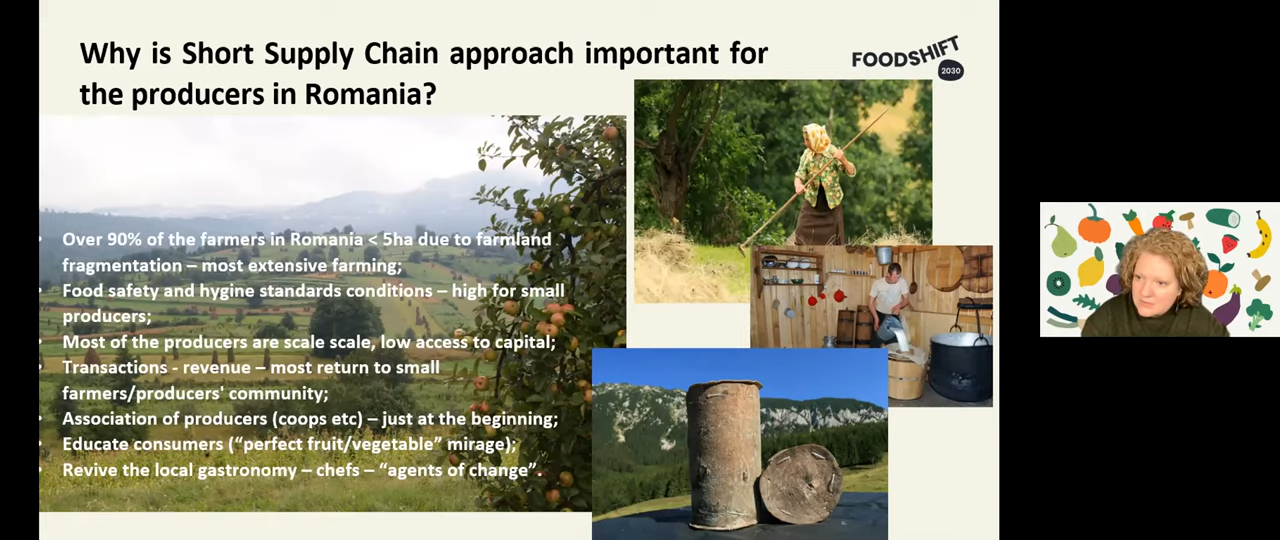 Why is Short Supply Chain approach important for
the producers in Romania?
FOODSHIFT
2030
• Over 90% of the farmers in Romania < 5ha due to farmland
fragmentation – most extensive farming;
• Food safety and hygine standards conditions – high for small
producers;
• Most of the producers are scale scale, low access to capital;
• Transactions - revenue – most return to small
farmers/producers' community;
• Association of producers (coops etc) – just at the beginning;
• Educate consumers (“perfect fruit/vegetable” mirage);
• Revive the local gastronomy – chefs – “agents of change”.